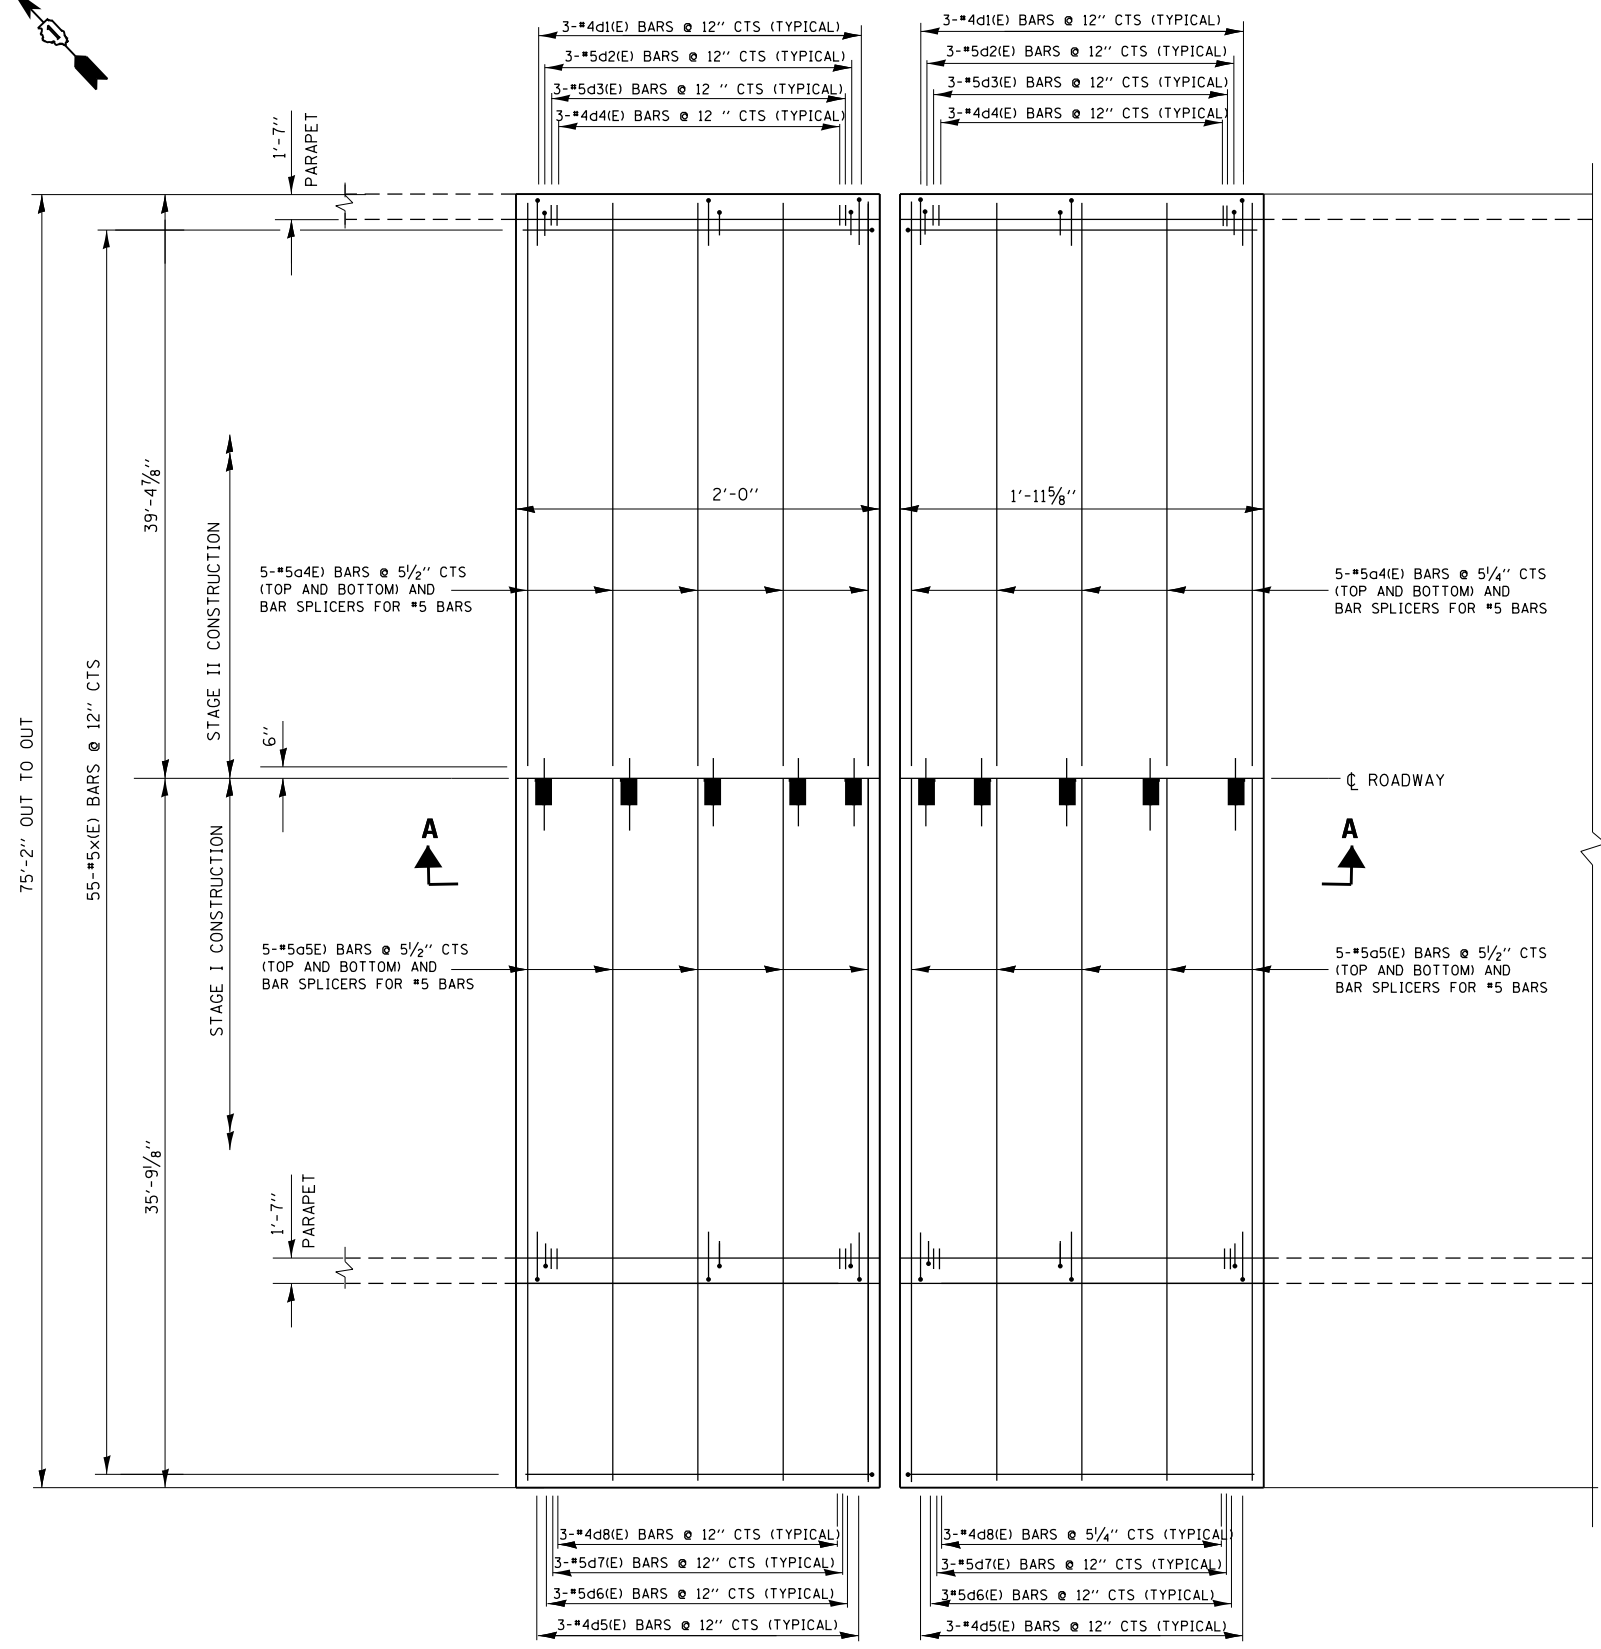 3-#4d1(E) BARS @ 12'' CTS (TYPICAL)
3-#5d2(E) BARS @ 12'' CTS (TYPICAL)
3-#5d3(E) BARS @ 12 '' CTS (TYPICAL)
3-#4d4(E) BARS @ 12 '' CTS (TYPICAL)
3-#4d1(E) BARS @ 12'' CTS (TYPICAL)
3-#5d2(E) BARS @ 12'' CTS (TYPICAL)
3-#5d3(E) BARS @ 12'' CTS (TYPICAL)
3-#4d4(E) BARS @ 12'' CTS (TYPICAL)
1'-7''
PARAPET
39'-4⅞''
2'-0''
1'-11⅝''
STAGE II CONSTRUCTION
5-#5a4E) BARS @ 5½'' CTS
(TOP AND BOTTOM) AND
BAR SPLICERS FOR #5 BARS
5-#5a4(E) BARS @ 5¼'' CTS
(TOP AND BOTTOM) AND
BAR SPLICERS FOR #5 BARS
75'-2'' OUT TO OUT
55-#5x(E) BARS @ 12'' CTS
6''
℄ ROADWAY
A
A
STAGE I CONSTRUCTION
5-#5a5E) BARS @ 5½'' CTS
(TOP AND BOTTOM) AND
BAR SPLICERS FOR #5 BARS
5-#5a5(E) BARS @ 5½'' CTS
(TOP AND BOTTOM) AND
BAR SPLICERS FOR #5 BARS
35'-9⅛''
1'-7''
PARAPET
3-#4d8(E) BARS @ 12'' CTS (TYPICAL)
3-#5d7(E) BARS @ 12'' CTS (TYPICAL)
3-#5d6(E) BARS @ 12'' CTS (TYPICAL)
3-#4d5(E) BARS @ 12'' CTS (TYPICAL)
3-#4d8(E) BARS @ 5¼'' CTS (TYPICAL)
3-#5d7(E) BARS @ 12'' CTS (TYPICAL)
3#5d6(E) BARS @ 12'' CTS (TYPICAL)
3-#4d5(E) BARS @ 12'' CTS (TYPICAL)